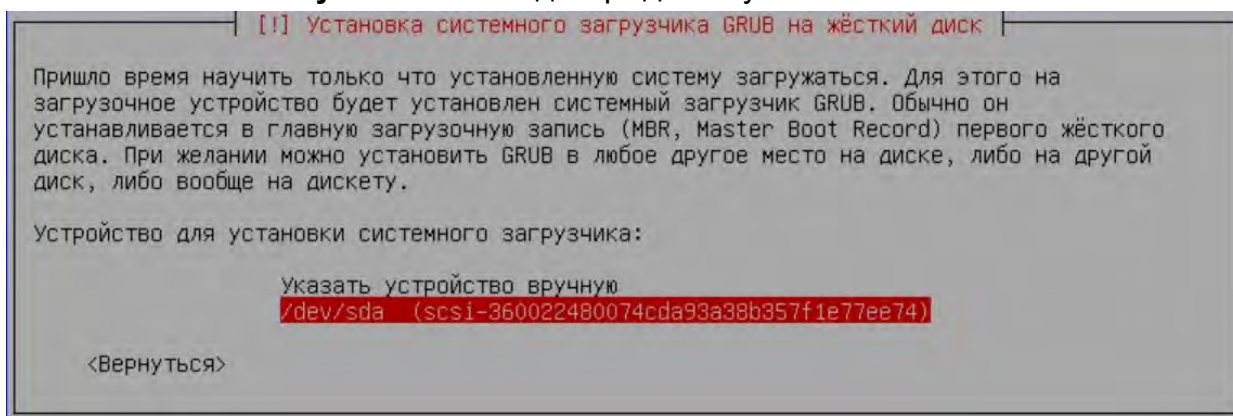 [!] Установка системного загрузчика GRUB на жёсткий диск
Пришло время научить только что установленную систему загружаться. Для этого на
загрузочное устройство будет установлен системный загрузчик GRUB. Обычно он
устанавливается в главную загрузочную запись (MBR, Master Boot Record) первого жёсткого
диска. При желании можно установить GRUB в любое другое место на диске, либо на другой
диск, либо вообще на дискету.
Устройство для установки системного загрузчика:
Указать устройство вручную
/dev/sda (scsi-360022480074cda93a38b357f1e77ee74)
<Вернуться>